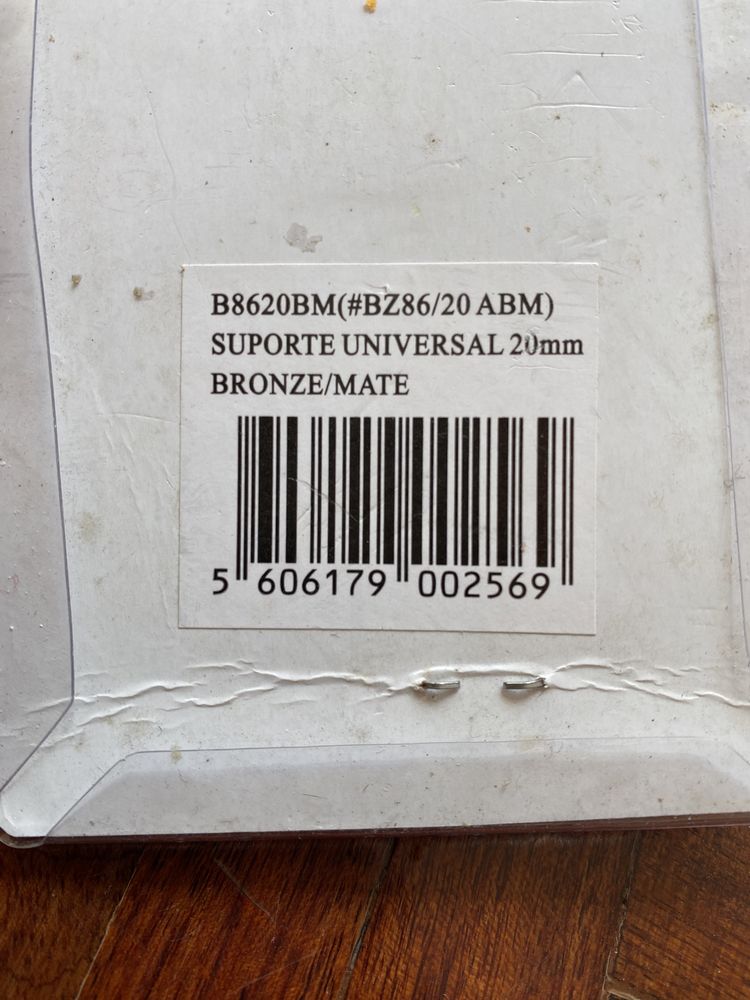 B8620BM(#BZ86/20 ABM)
SUPORTE UNIVERSAL 20mm
BRONZE/MATE
5 606179 002569